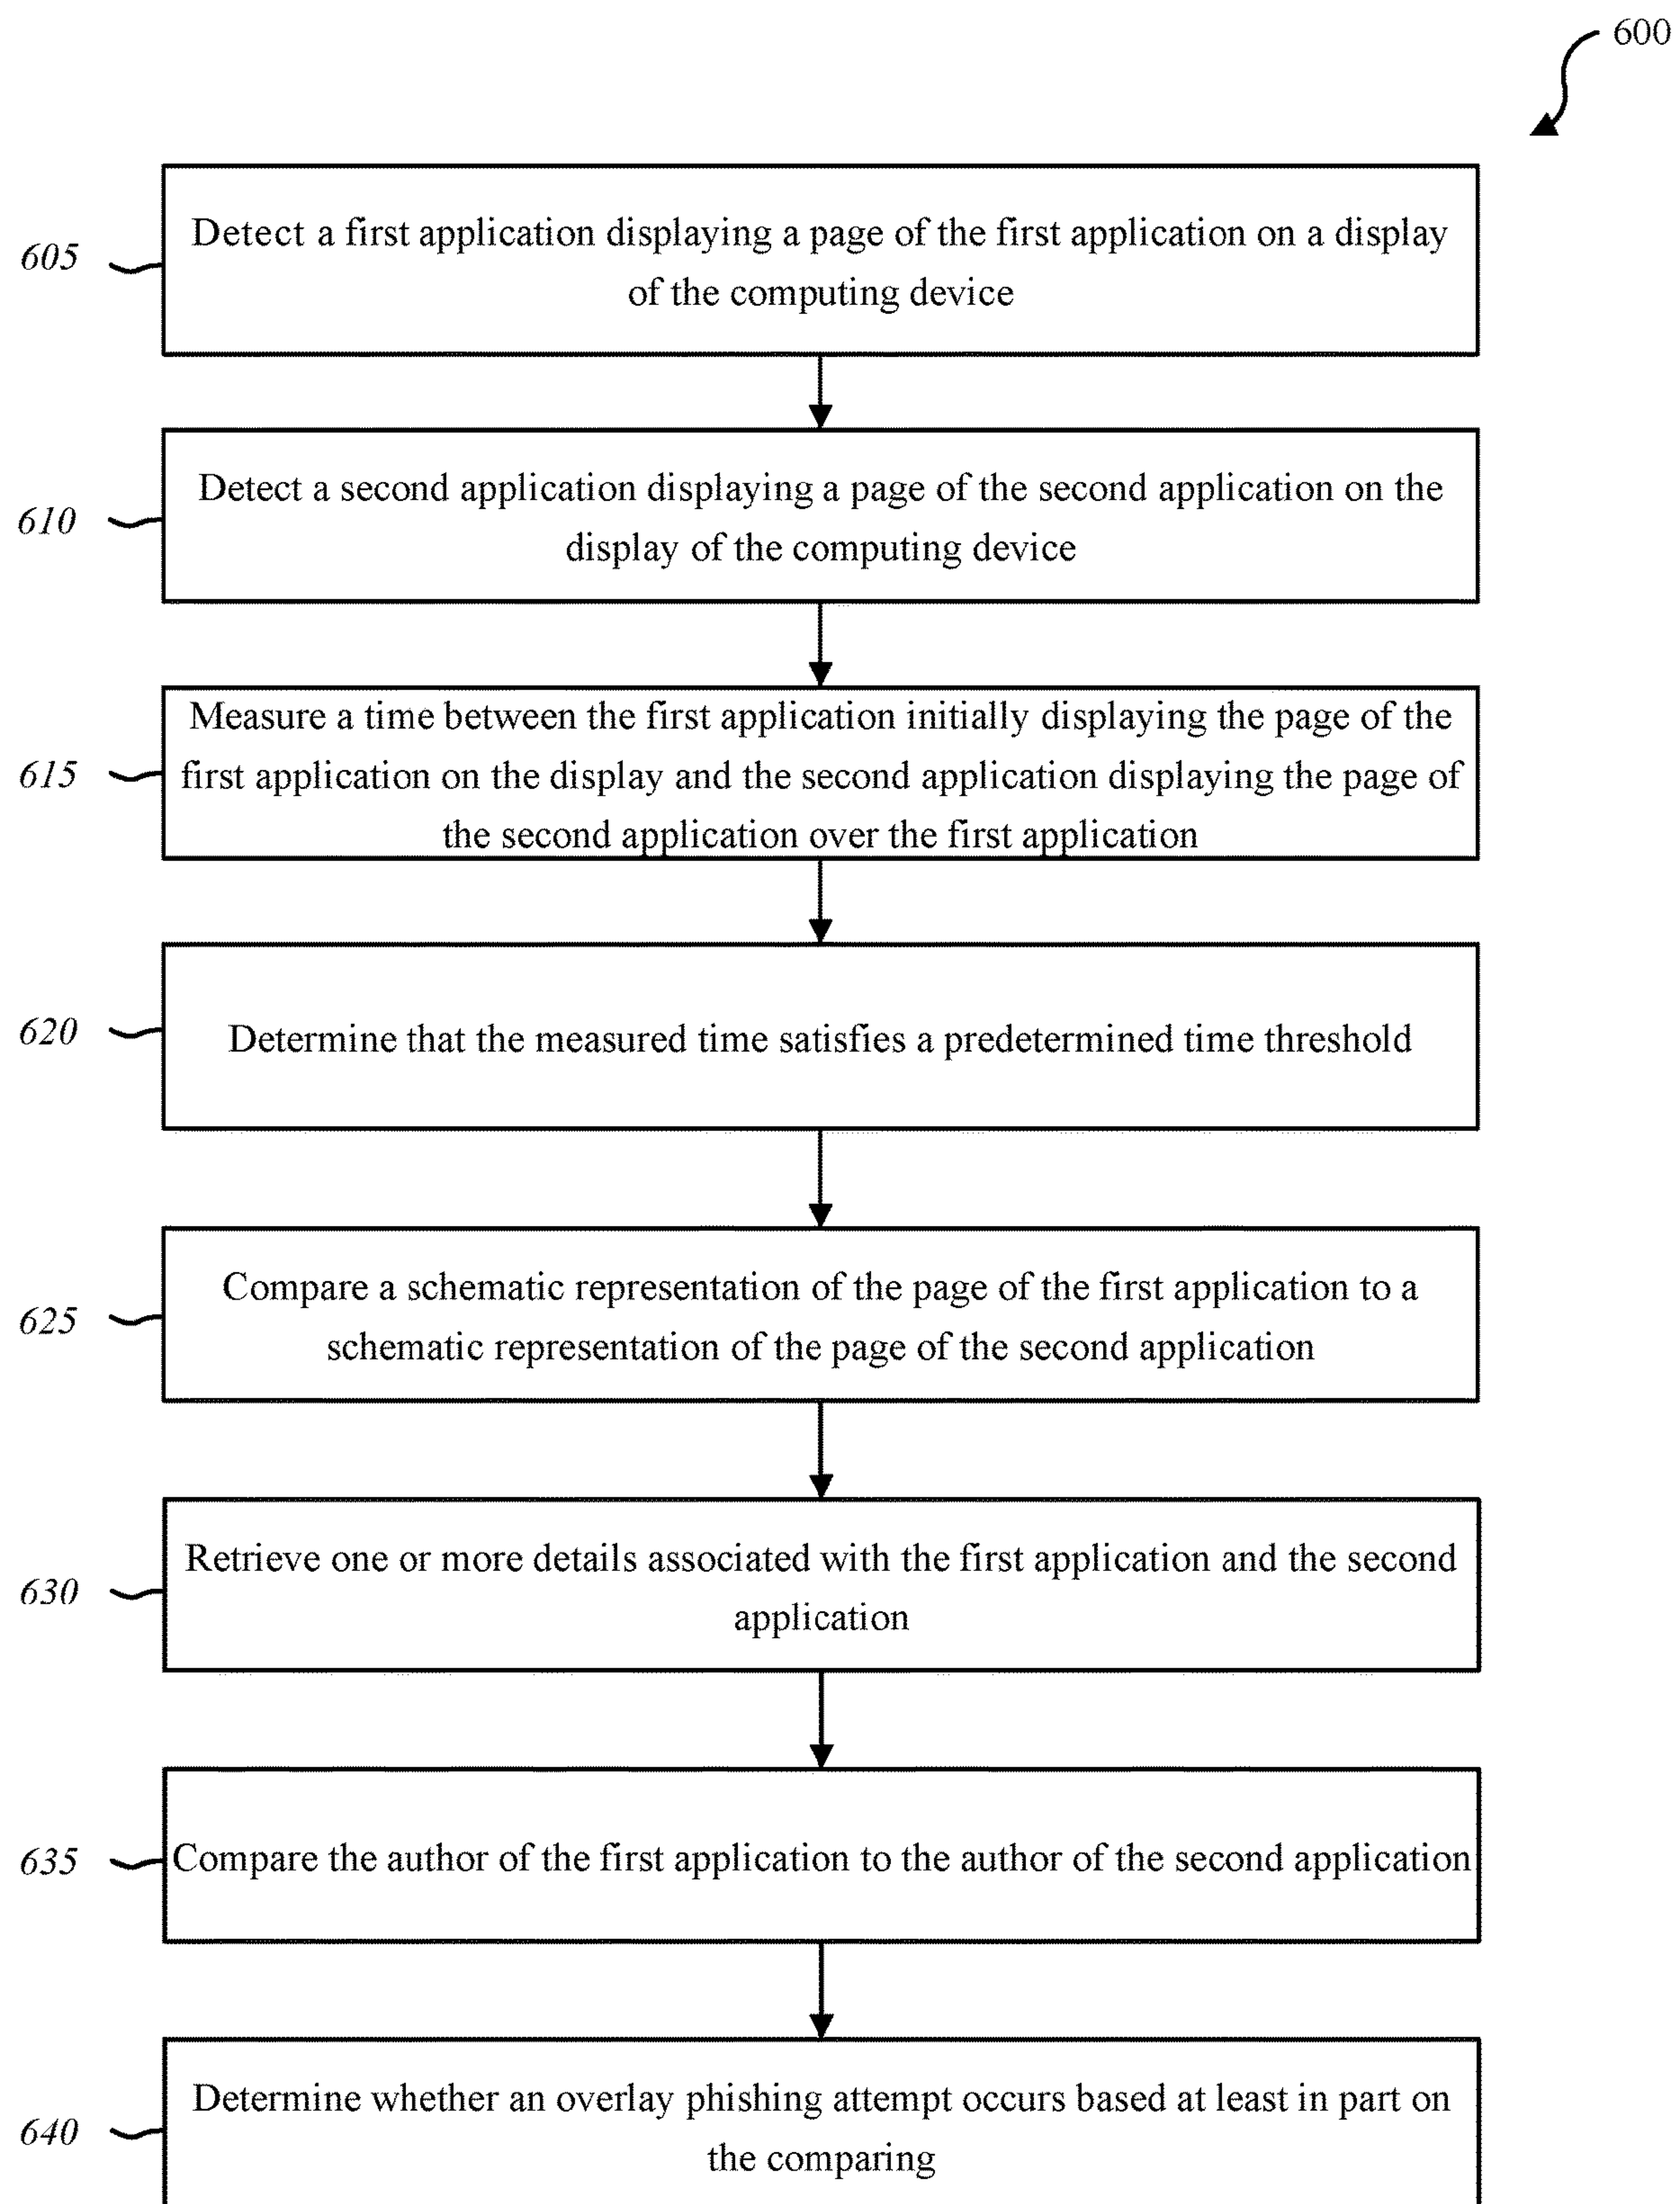 600
605
Detect a first application displaying a page of the first application on a display
of the computing device
610
Detect a second application displaying a page of the second application on the
display of the computing device
615
Measure a time between the first application initially displaying the page of the
first application on the display and the second application displaying the page of
the second application over the first application
620
Determine that the measured time satisfies a predetermined time threshold
625
Compare a schematic representation of the page of the first application to a
schematic representation of the page of the second application
630
Retrieve one or more details associated with the first application and the second
application
635
Compare the author of the first application to the author of the second application
640
Determine whether an overlay phishing attempt occurs based at least in part on
the comparing